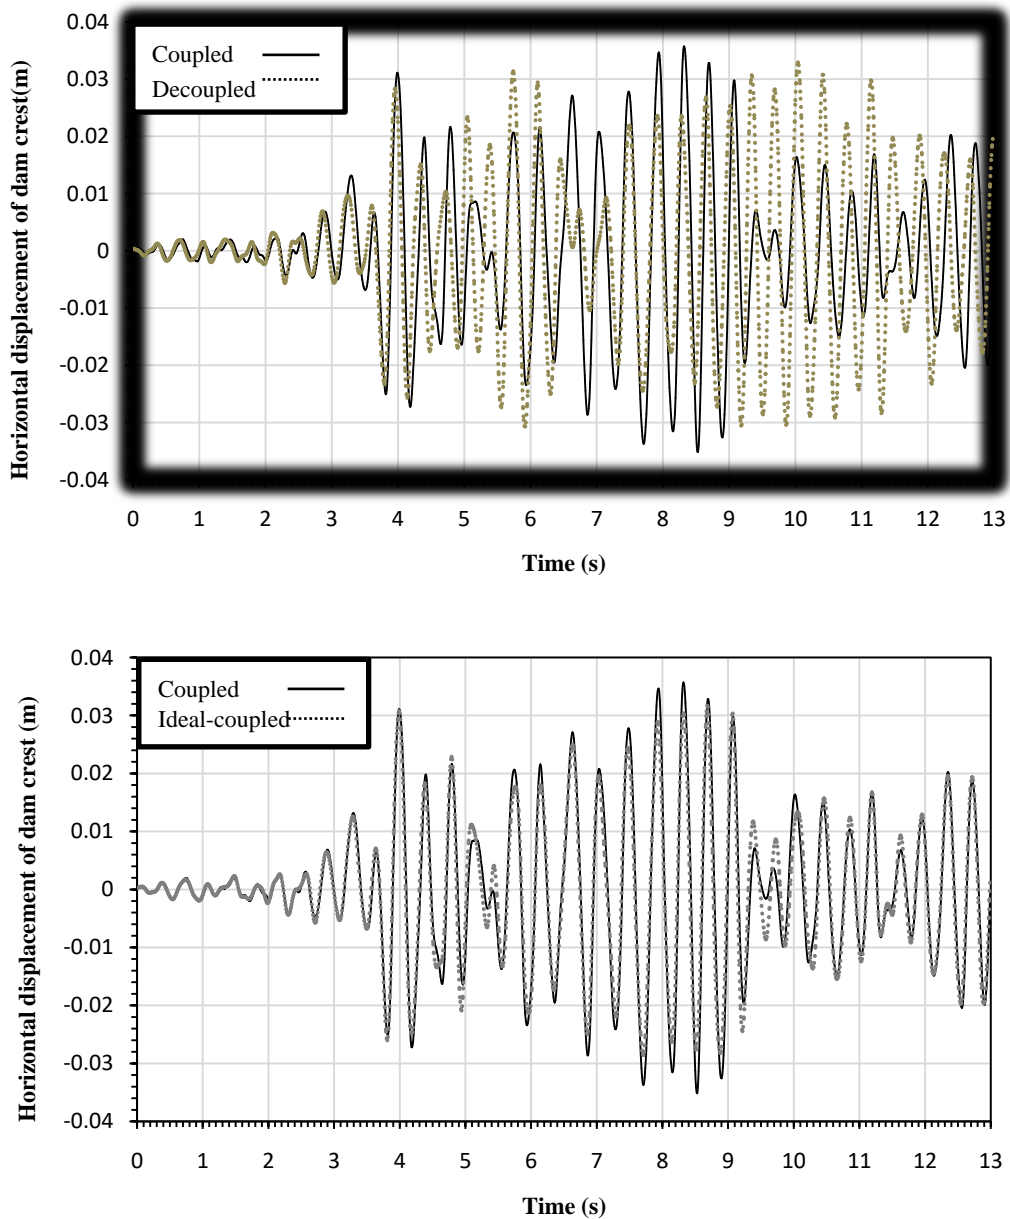 0.04
Coupled
Decoupled
0.03
0.02
0.01
0
-0.01
-0.02
-0.03
-0.04
Horizontal displacement of dam crest(m)
0 1 2 3 4 5 6 7 8 9 10 11 12 13
Time (s)
0.04
Coupled
Ideal-coupled
0.03
0.02
0.01
0
-0.01
-0.02
-0.03
-0.04
Horizontal displacement of dam crest (m)
0 1 2 3 4 5 6 7 8 9 10 11 12 13
Time (s)